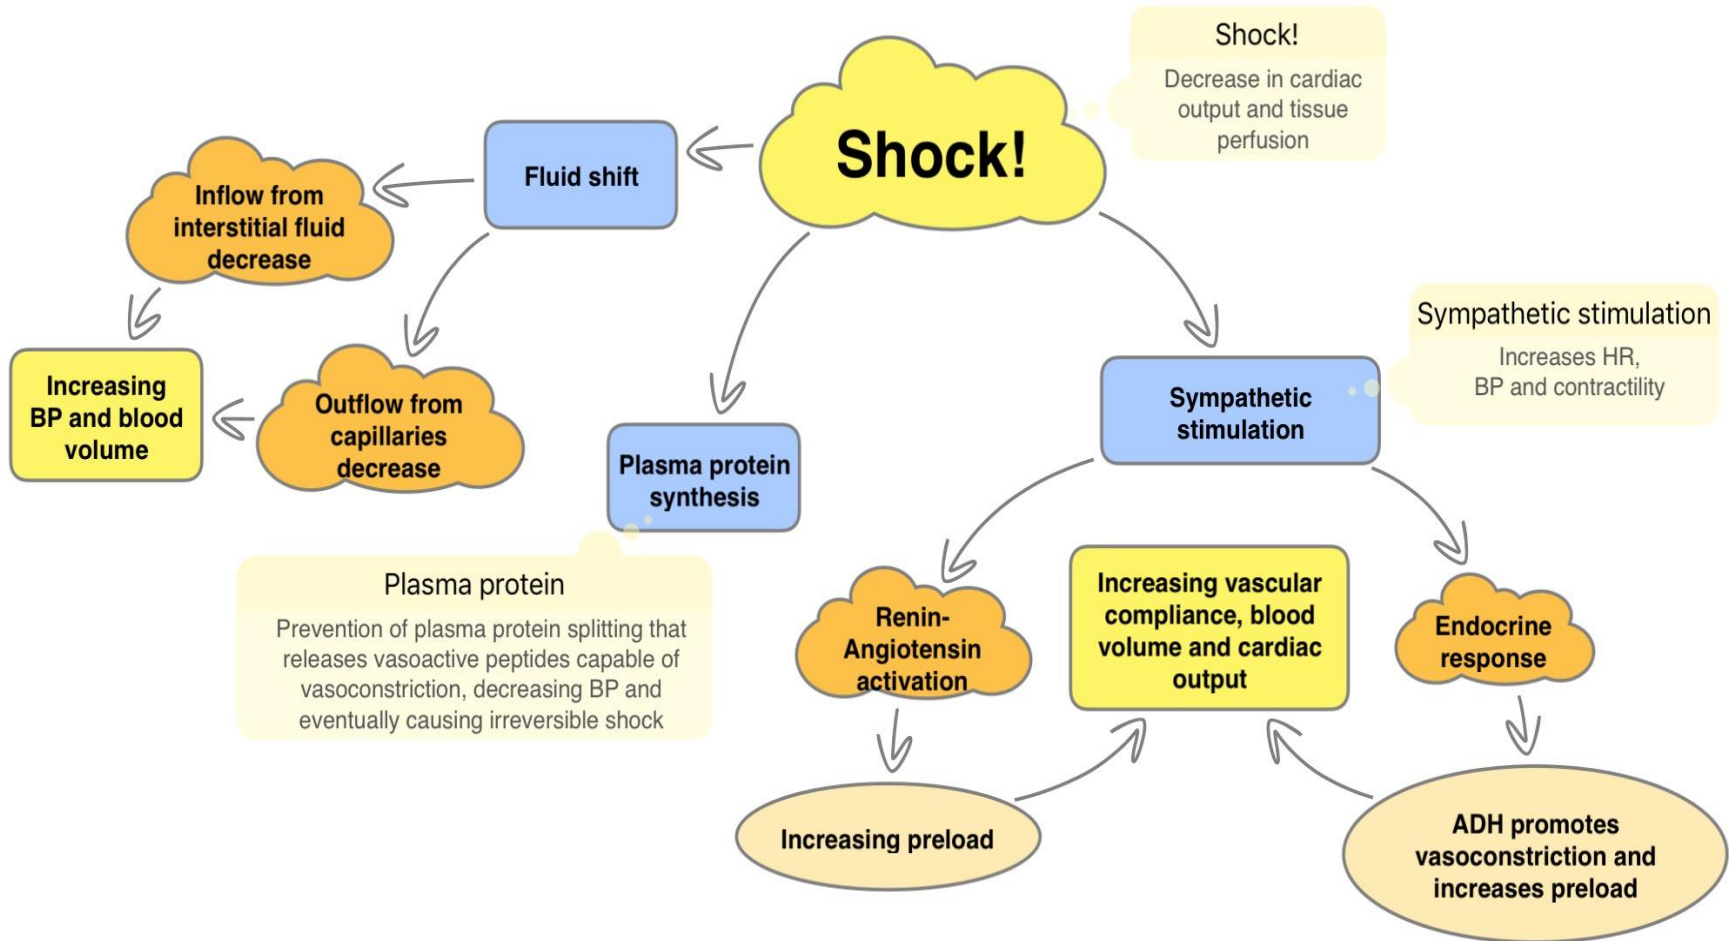 Shock!
Decrease in cardiac
output and tissue
perfusion
Shock!
Fluid shift
Inflow from
interstitial fluid
decrease
Increasing
BP and blood
volume
Outflow from
capillaries
decrease
Plasma protein
synthesis
Plasma protein
Prevention of plasma protein splitting that
releases vasoactive peptides capable of
vasoconstriction, decreasing BP and
eventually causing irreversible shock
Sympathetic stimulation
Increases HR,
BP and contractility
Sympathetic
stimulation
Renin-
Angiotensin
activation
Increasing vascular
compliance, blood
volume and cardiac
output
Endocrine
response
Increasing preload
ADH promotes
vasoconstriction and
increases preload